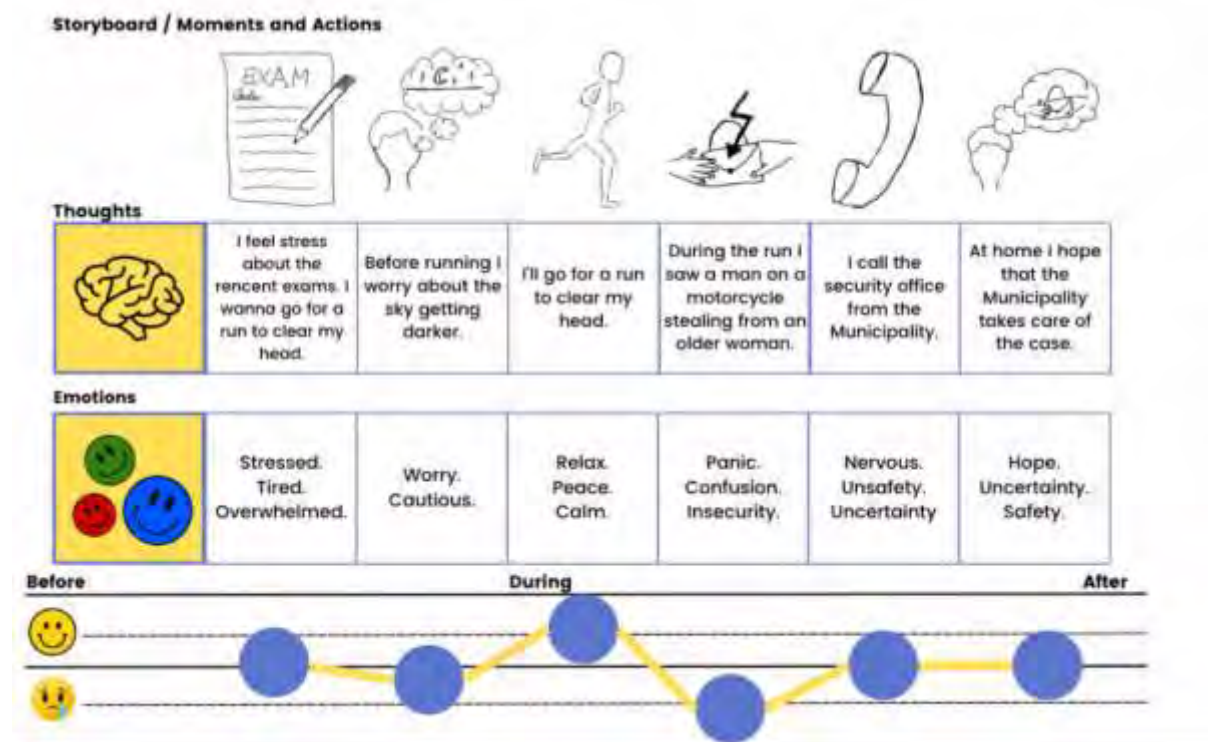 Storyboard / Moments and Actions
EXAM
Thoughts
I feel stress
about the
rencent exams. I
wanna go for a
run to clear my
head.
Before running I
worry about the
sky getting
darker.
I'll go for a run
to clear my
head.
During the run I
saw a man on a
motorcycle
stealing from an
older woman.
I call the
security office
from the
Municipality.
At home I hope
that the
Municipality
takes care of
the case.
Emotions
Stressed.
Tired.
Overwhelmed.
Worry.
Cautious.
Relax.
Peace.
Calm.
Panic.
Confusion.
Insecurity.
Nervous.
Unsafety.
Uncertainty
Hope.
Uncertainty.
Safety.
Before
During
After